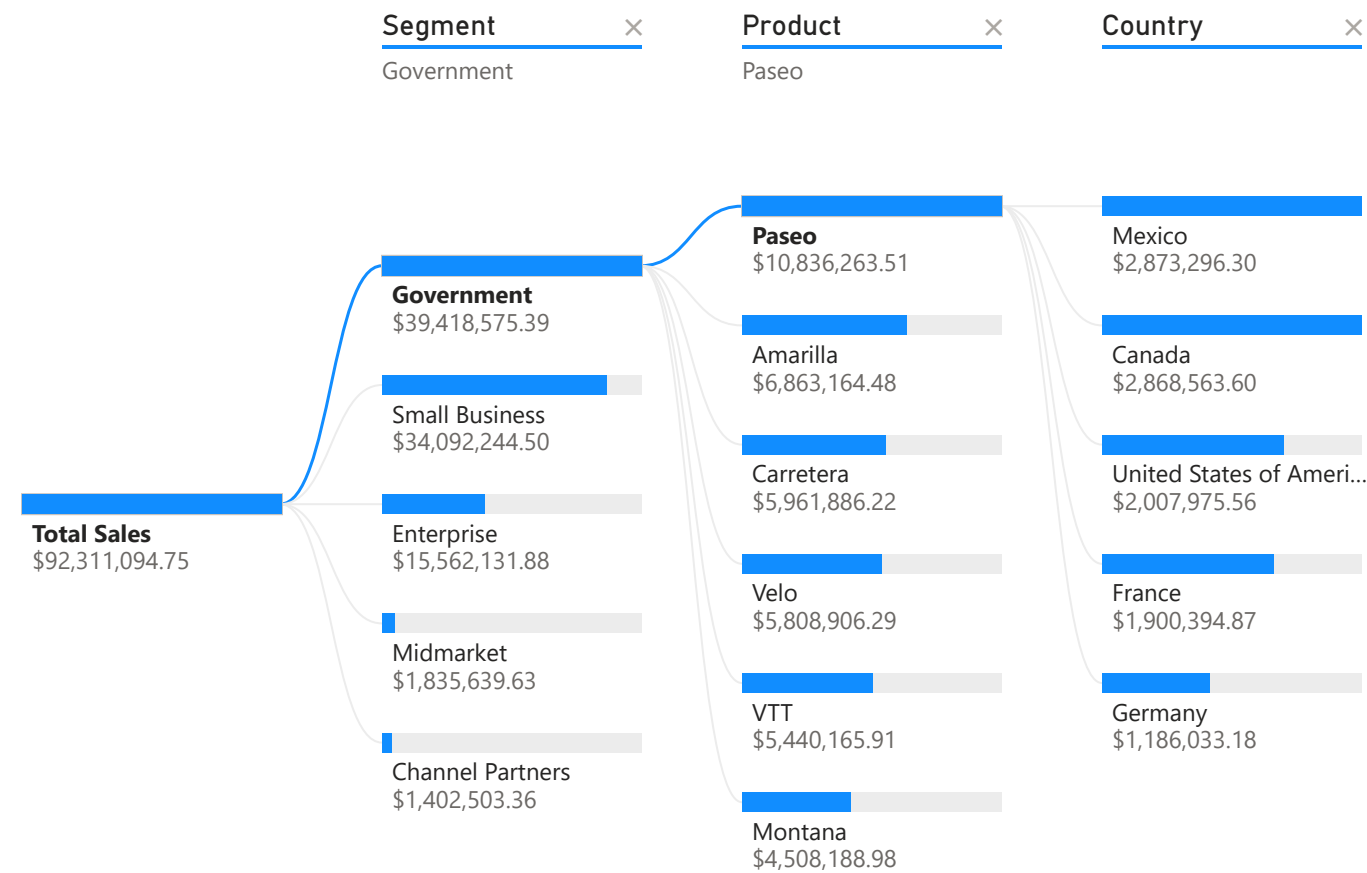 Segment
Government
Product
Paseo
Country
Total Sales
$92,311,094.75
Government
$39,418,575.39
Small Business
$34,092,244.50
Enterprise
$15,562,131.88
Midmarket
$1,835,639.63
Channel Partners
$1,402,503.36
Paseo
$10,836,263.51
Amarilla
$6,863,164.48
Carretera
$5,961,886.22
Velo
$5,808,906.29
VTT
$5,440,165.91
Montana
$4,508,188.98
Mexico
$2,873,296.30
Canada
$2,868,563.60
United States of Ameri...
$2,007,975.56
France
$1,900,394.87
Germany
$1,186,033.18